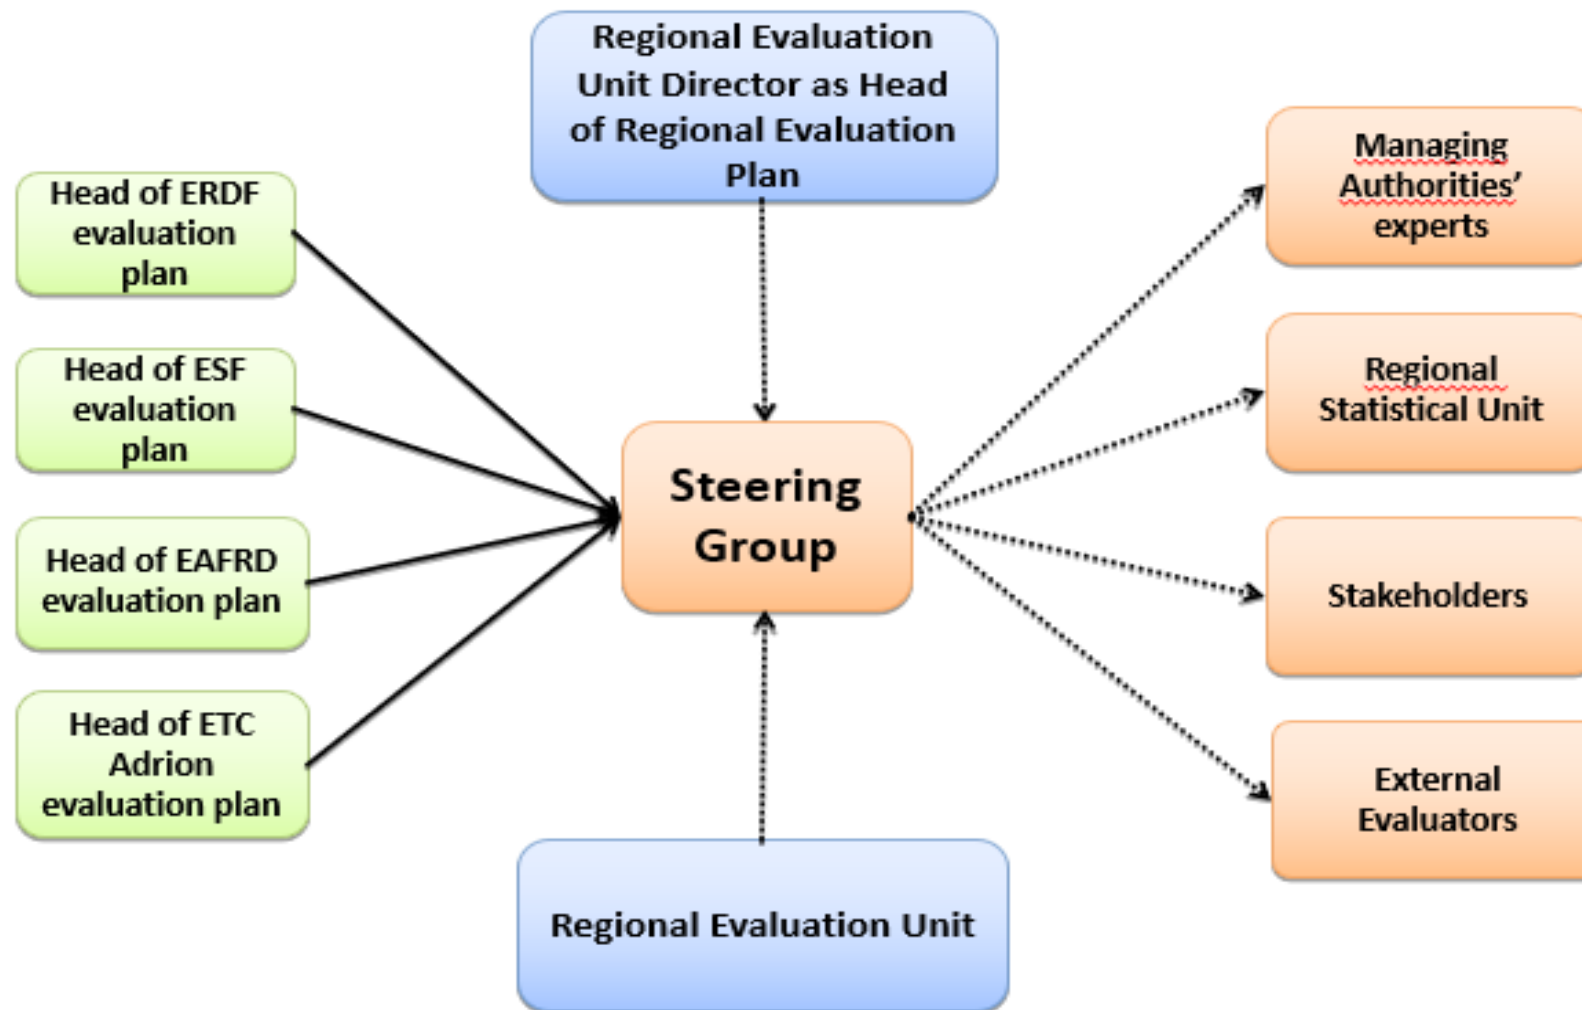 Regional Evaluation
Unit Director as Head
of Regional Evaluation
Plan
Head of ERDF
evaluation
plan
Head of ESF
evaluation
plan
Head of EAFRD
evaluation plan
Head of ETC
Adrion
evaluation plan
Steering
Group
Regional Evaluation Unit
Managing
Authorities’
experts
Regional
Statistical Unit
Stakeholders
External
Evaluators